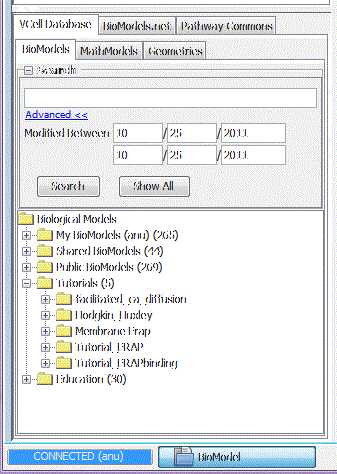 VCell Database BioModels.net Pathway Commons
BioModels MathModels Geometries
Search
Advanced <<
Modified Between 10 / 25 / 2011
10 / 25 / 2011
Search Show All
Biological Models
My BioModels (anu) (265)
Shared BioModels (44)
Public BioModels (269)
Tutorials (5)
facilitated_ca_diffusion
Hodgkin_Huxley
Membrane Frap
Tutorial_FRAP
Tutorial_FRAPbinding
Education (30)
CONNECTED (anu) BioModel